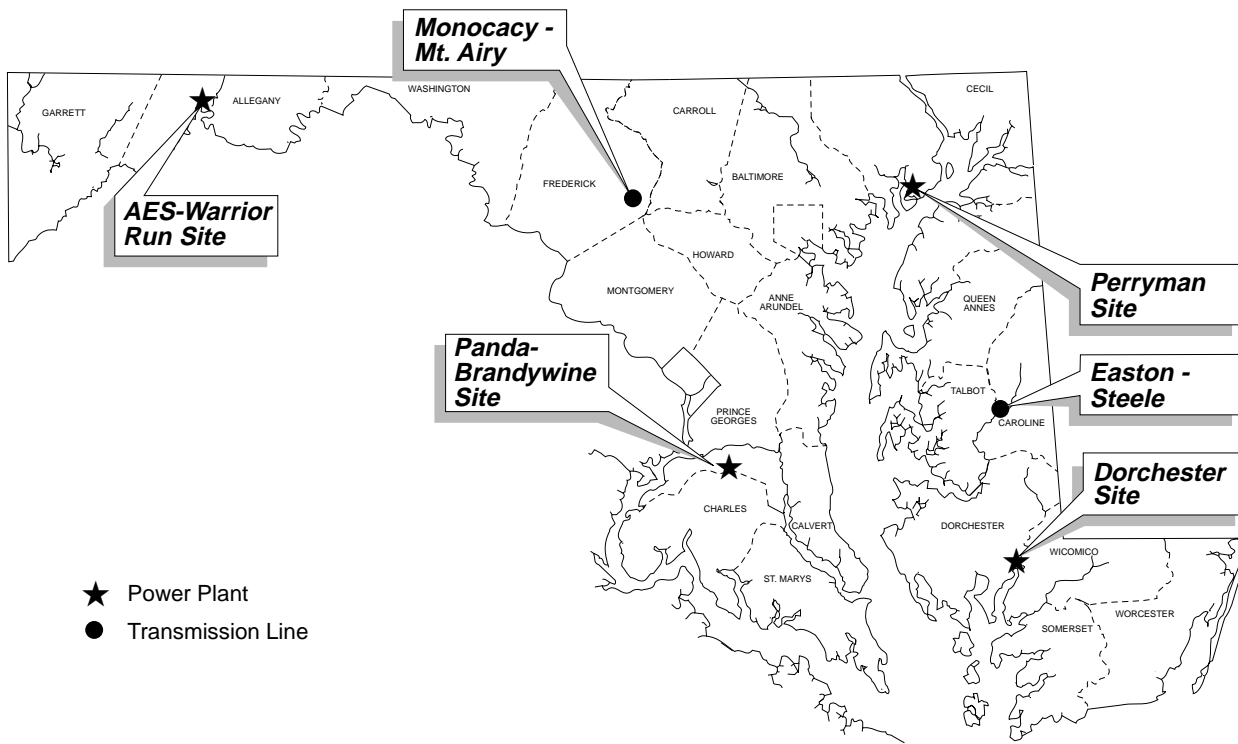 Monocacy -
Mt. Airy
WASHINGTON
CECIL
GARRETT
ALLEGANY
CARROLL
BALTIMORE
FREDERICK
AES-Warrior
Run Site
HOWARD
MONTGOMERY
ANNE
ARUNDEL
QUEEN
ANNES
Perryman
Site
Panda-
Brandywine
Site
TALBOT
Easton -
Steele
PRINCE
GEORGES
CAROLINE
Dorchester
Site
CHARLES
CALVERT
DORCHESTER
WICOMICO
ST. MARYS
WORCESTER
SOMERSET
Power Plant
Transmission Line